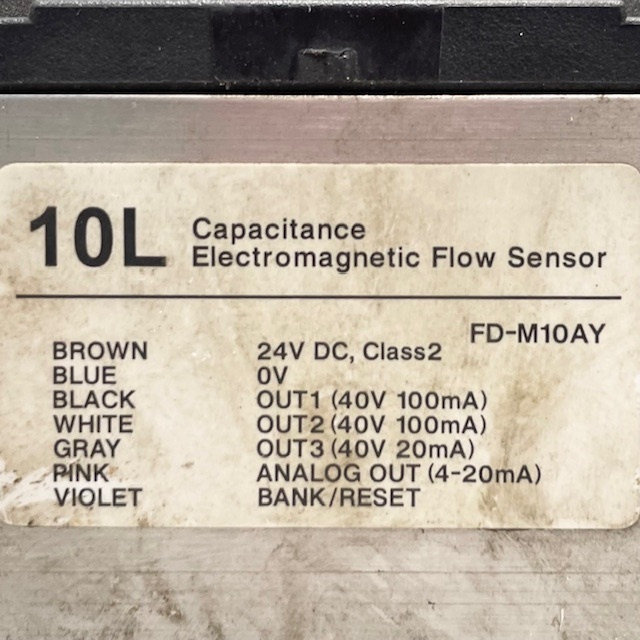 10L Capacitance
Electromagnetic Flow Sensor
FD-M10AY
BROWN 24V DC, Class2
BLUE 0V
BLACK OUT1 (40V 100mA)
WHITE OUT2 (40V 100mA)
GRAY OUT3 (40V 20mA)
PINK ANALOG OUT (4-20mA)
VIOLET BANK/RESET